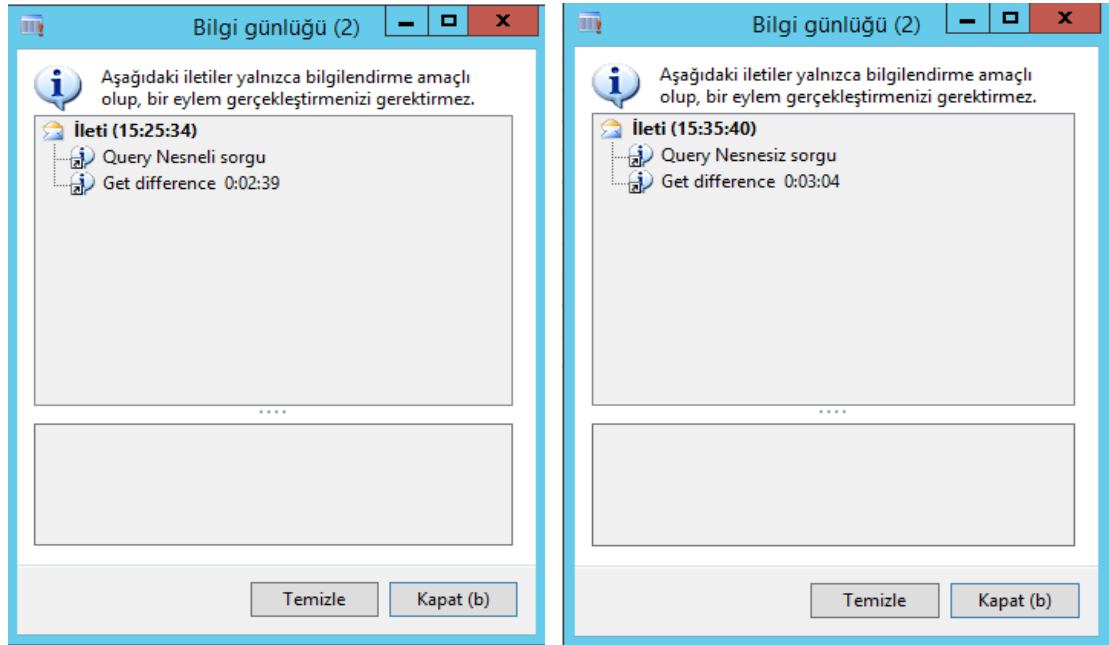 Bilgi günlüğü (2)
Aşağıdaki iletiler yalnızca bilgilendirme amaçlı
olup, bir eylem gerçekleştirmenizi gerektirmez.
İleti (15:25:34)
Query Nesneli sorgu
Get difference 0:02:39
Temizle
Kapat (b)
Bilgi günlüğü (2)
Aşağıdaki iletiler yalnızca bilgilendirme amaçlı
olup, bir eylem gerçekleştirmenizi gerektirmez.
İleti (15:35:40)
Query Nesnesiz sorgu
Get difference 0:03:04
Temizle
Kapat (b)